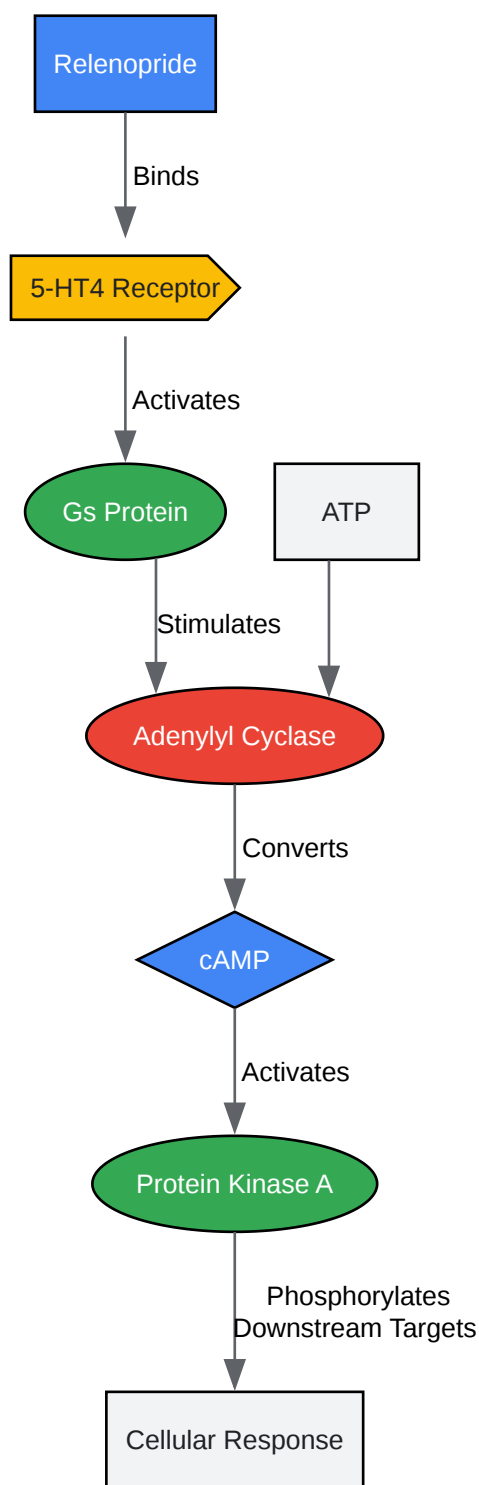 Relenopride
Binds
5-HT4 Receptor
Activates
Gs Protein
ATP
Stimulates
Adenylyl Cyclase
Converts
cAMP
Activates
Protein Kinase A
Phosphorylates
Downstream Targets
Cellular Response